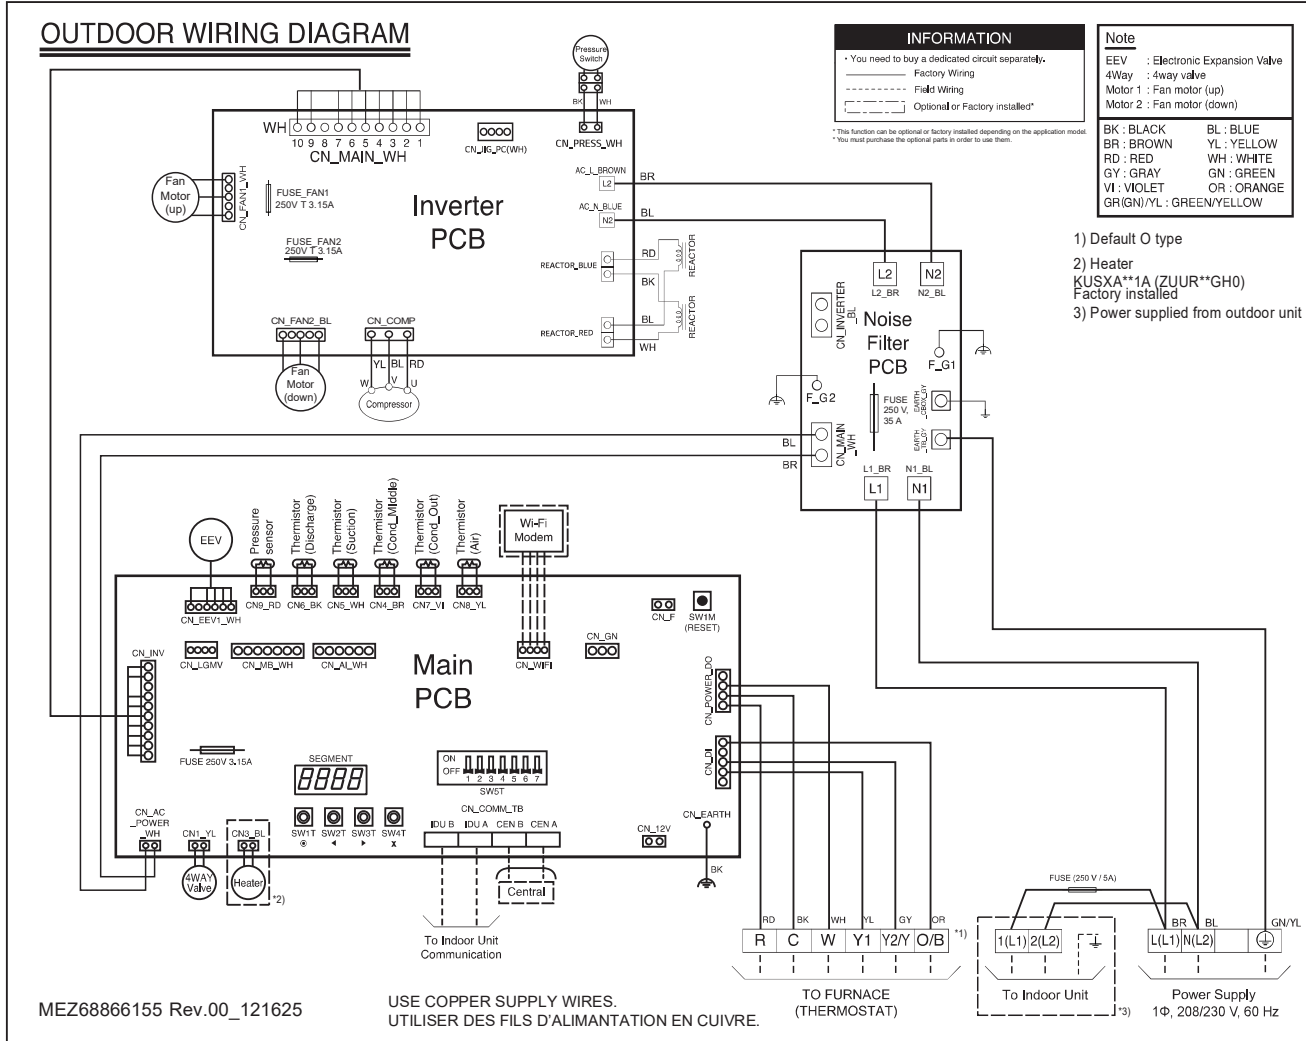 OUTDOOR WIRING DIAGRAM
INFORMATION
• You need to buy a dedicated circuit separately.
Factory Wiring
Field Wiring
Optional or Factory installed*
* This function can be optional or factory installed depending on the application model.
* You must purchase the optional parts in order to use them.
Note
EEV : Electronic Expansion Valve
4Way : 4way valve
Motor 1 : Fan motor (up)
Motor 2 : Fan motor (down)
BK : BLACK BL : BLUE
BR : BROWN YL : YELLOW
RD : RED WH : WHITE
GY : GRAY GN : GREEN
VI : VIOLET OR : ORANGE
GR(GN)/YL : GREEN/YELLOW
1) Default O type
2) Heater
KUSXA**1A (ZUUR**GH0)
Factory installed
3) Power supplied from outdoor unit
Pressure
Switch
BK WH
CN_PRESS_WH
WH
10 9 8 7 6 5 4 3 2 1
CN_MAIN_WH
CN_JIG_PC(WH)
Fan
Motor
(up)
CN_FAN1_WH
FUSE_FAN1
250V T 3.15A
FUSE_FAN2
250V T 3.15A
Inverter
PCB
AC_L_BROWN
L2
BR
AC_N_BLUE
N2
BL
REACTOR_BLUE
RD
BK
REACTOR
REACTOR_RED
BL
WH
REACTOR
CN_FAN2_BL
Fan
Motor
(down)
CN_COMP
YL BL RD
W V U
Compressor
L2 N2
L2_BR N2_BL
CN_INVERTER
_BL
Noise
Filter
PCB
F_G1
F_G2
FUSE
250 V,
35 A
EARTH
_CBOX_GY
EARTH
_TB_GY
CN_MAIN
_WH
BL
BR
L1_BR N1_BL
L1 N1
EEV
Pressure
sensor
Thermistor
(Discharge)
Thermistor
(Suction)
Thermistor
(Cond_Middle)
Thermistor
(Cond_Out)
Thermistor
(Air)
Wi-Fi
Modem
CN_EEV1_WH
CN9_RD CN6_BK CN5_WH CN4_BR CN7_VI CN8_YL
CN_F
SW1M
(RESET)
CN_INV
CN_LGMV
CN_MB_WH
CN_AI_WH
CN_WIFI
CN_GN
Main
PCB
CN_POWER_DO
CN_DI
FUSE 250V 3.15A
SEGMENT
ON
OFF
1 2 3 4 5 6 7
SW5T
SW1T SW2T SW3T SW4T
X
CN_COMM_TB
IDU B IDU A CEN B CEN A
CN_12V
CN_EARTH
BK
CN_AC
_POWER
_WH
CN1_YL
4WAY
Valve
CN3_BL
Heater
*2)
Central
To Indoor Unit
Communication
RD BK WH YL GY OR
R C W Y1 Y2/Y O/B
*1)
TO FURNACE
(THERMOSTAT)
FUSE (250 V / 5A)
1(L1) 2(L2)
To Indoor Unit
*3)
BR BL GN/YL
L(L1) N(L2)
Power Supply
1Φ, 208/230 V, 60 Hz
MEZ68866155 Rev.00_121625
USE COPPER SUPPLY WIRES.
UTILISER DES FILS D'ALIMANTATION EN CUIVRE.